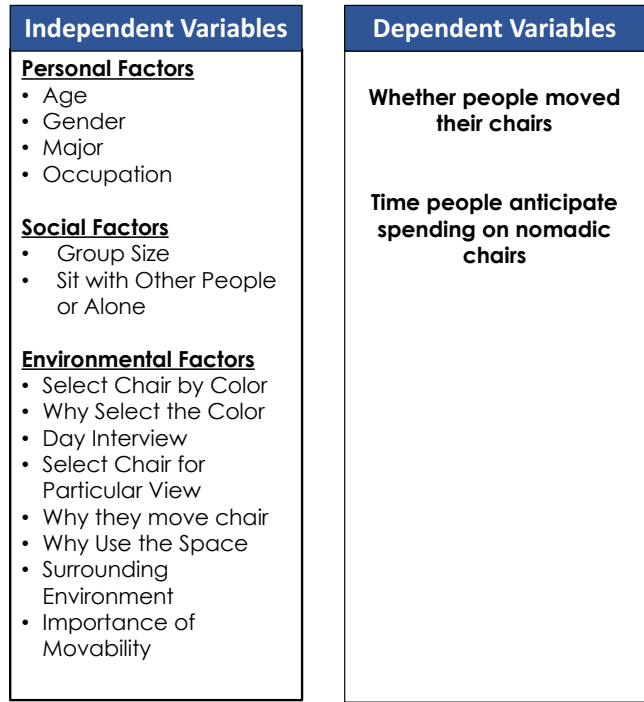 Independent Variables
Personal Factors
• Age
• Gender
• Major
• Occupation
Social Factors
• Group Size
• Sit with Other People
or Alone
Environmental Factors
• Select Chair by Color
• Why Select the Color
• Day Interview
• Select Chair for
Particular View
• Why they move chair
• Why Use the Space
• Surrounding
Environment
• Importance of
Movability
Dependent Variables
Whether people moved
their chairs
Time people anticipate
spending on nomadic
chairs